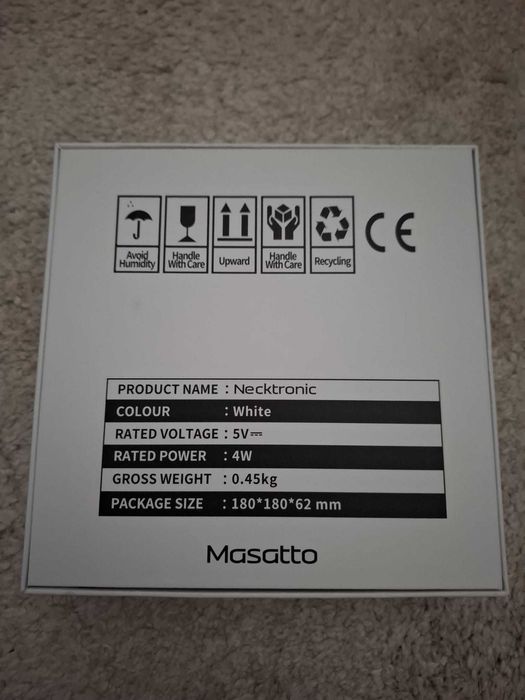 Avoid
Humidity
Handle
With Care
Upward
Handle
With Care
Recycling
CE
PRODUCT NAME : Necktronic
COLOUR : White
RATED VOLTAGE : 5V⎓
RATED POWER : 4W
GROSS WEIGHT : 0.45kg
PACKAGE SIZE : 180*180*62 mm
Masatto